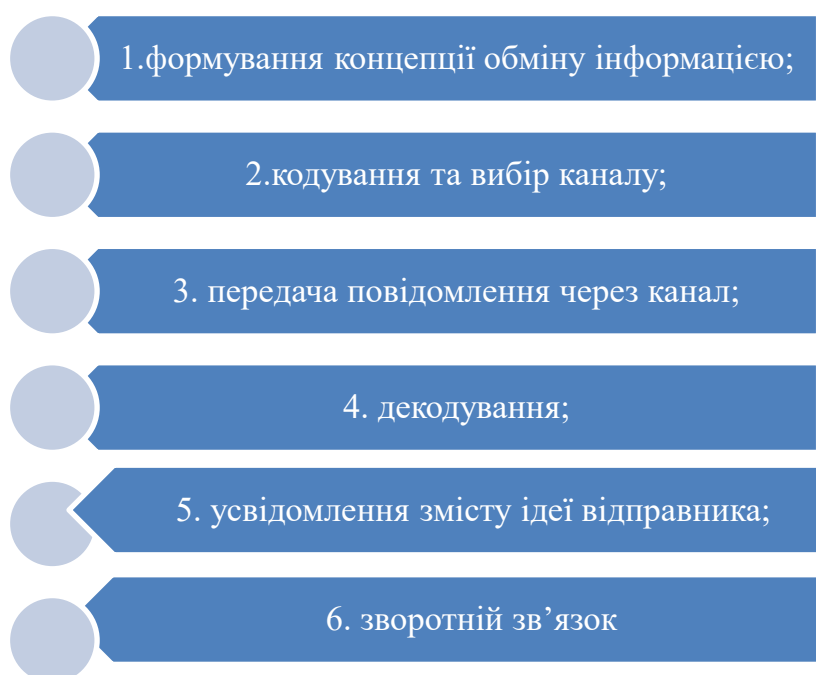 1.формування концепції обміну інформацією;
2.кодування та вибір каналу;
3. передача повідомлення через канал;
4. декодування;
5. усвідомлення змісту ідеї відправника;
6. зворотній зв’язок